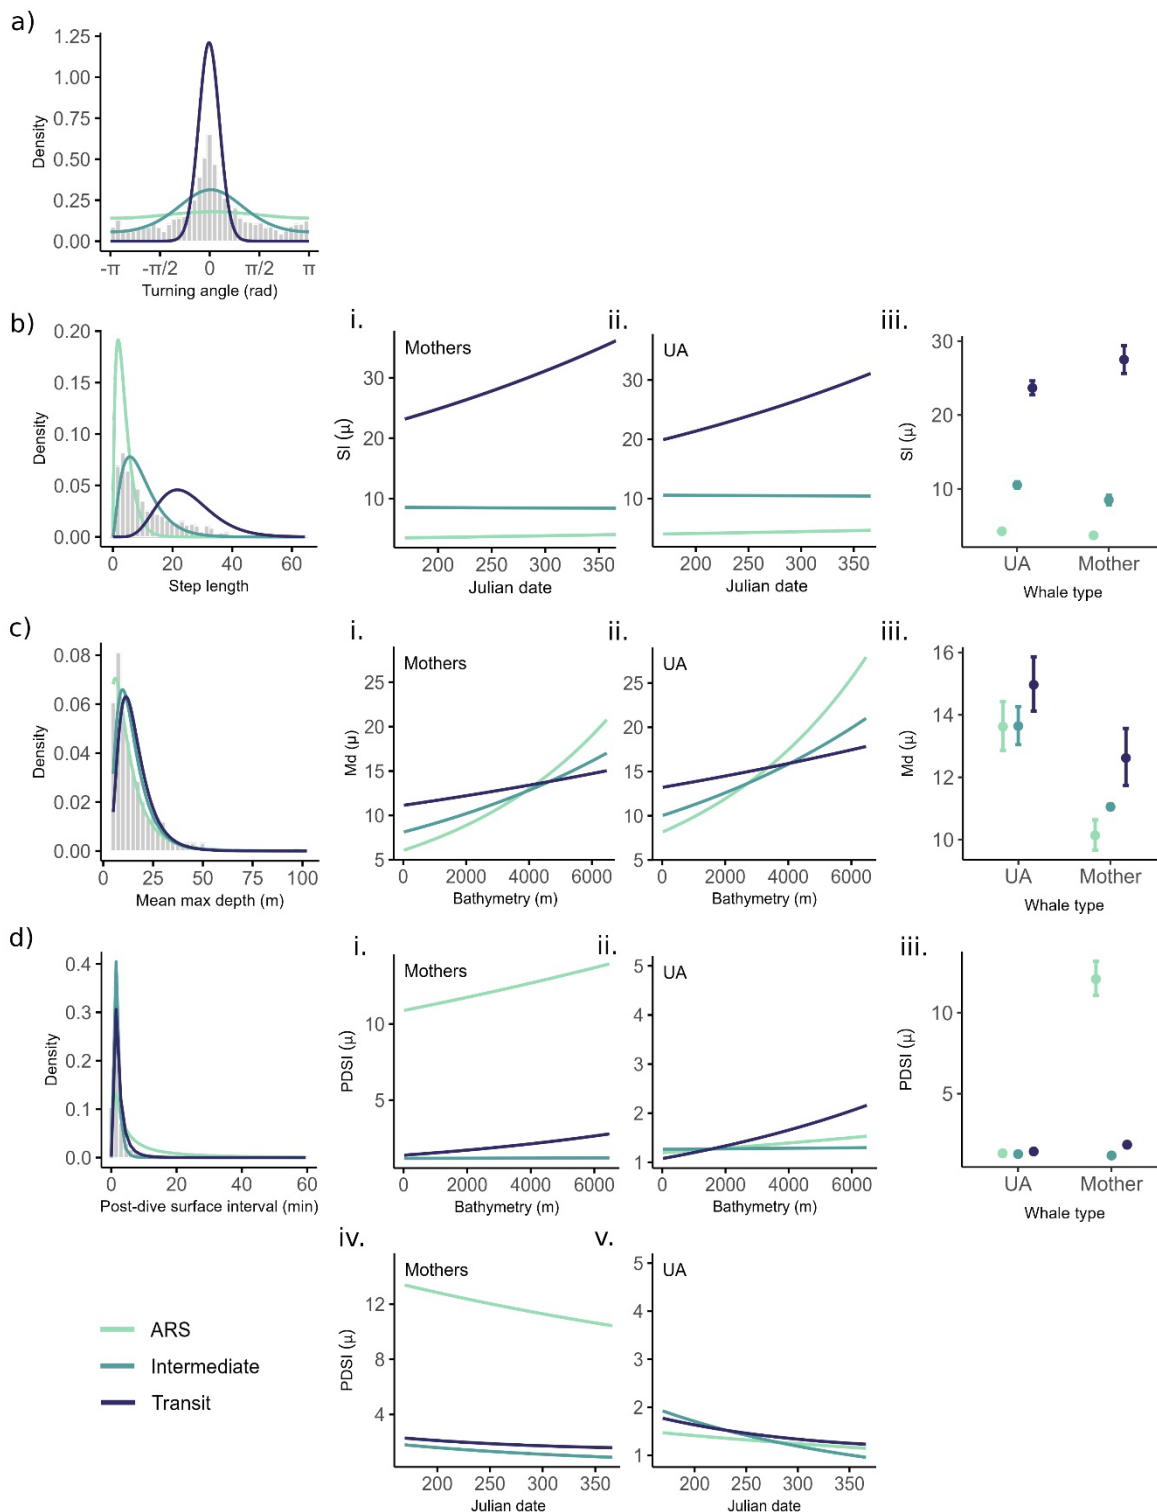 a)
1.25
1.00
0.75
0.50
0.25
0.00
Density
-π -π/2 0 π/2 π
Turning angle (rad)
b)
0.20
0.15
0.10
0.05
0.00
Density
0 20 40 60
Step length
i.
Mothers
30
20
10
Sl (μ)
200 250 300 350
Julian date
ii.
UA
30
20
10
200 250 300 350
Julian date
iii.
30
20
10
Sl (μ)
UA Mother
Whale type
c)
0.08
0.06
0.04
0.02
0.00
Density
0 25 50 75 100
Mean max depth (m)
i.
Mothers
25
20
15
10
5
Md (μ)
0 2000 4000 6000
Bathymetry (m)
ii.
UA
25
20
15
10
5
0 2000 4000 6000
Bathymetry (m)
iii.
16
14
12
10
Md (μ)
UA Mother
Whale type
d)
0.4
0.3
0.2
0.1
0.0
Density
0 20 40 60
Post-dive surface interval (min)
i.
Mothers
10
5
PDSI (μ)
0 2000 4000 6000
Bathymetry (m)
ii.
UA
5
4
3
2
1
0 2000 4000 6000
Bathymetry (m)
iii.
10
5
PDSI (μ)
UA Mother
Whale type
iv.
Mothers
12
8
4
PDSI (μ)
200 250 300 350
Julian date
v.
UA
5
4
3
2
1
200 250 300 350
Julian date
ARS
Intermediate
Transit